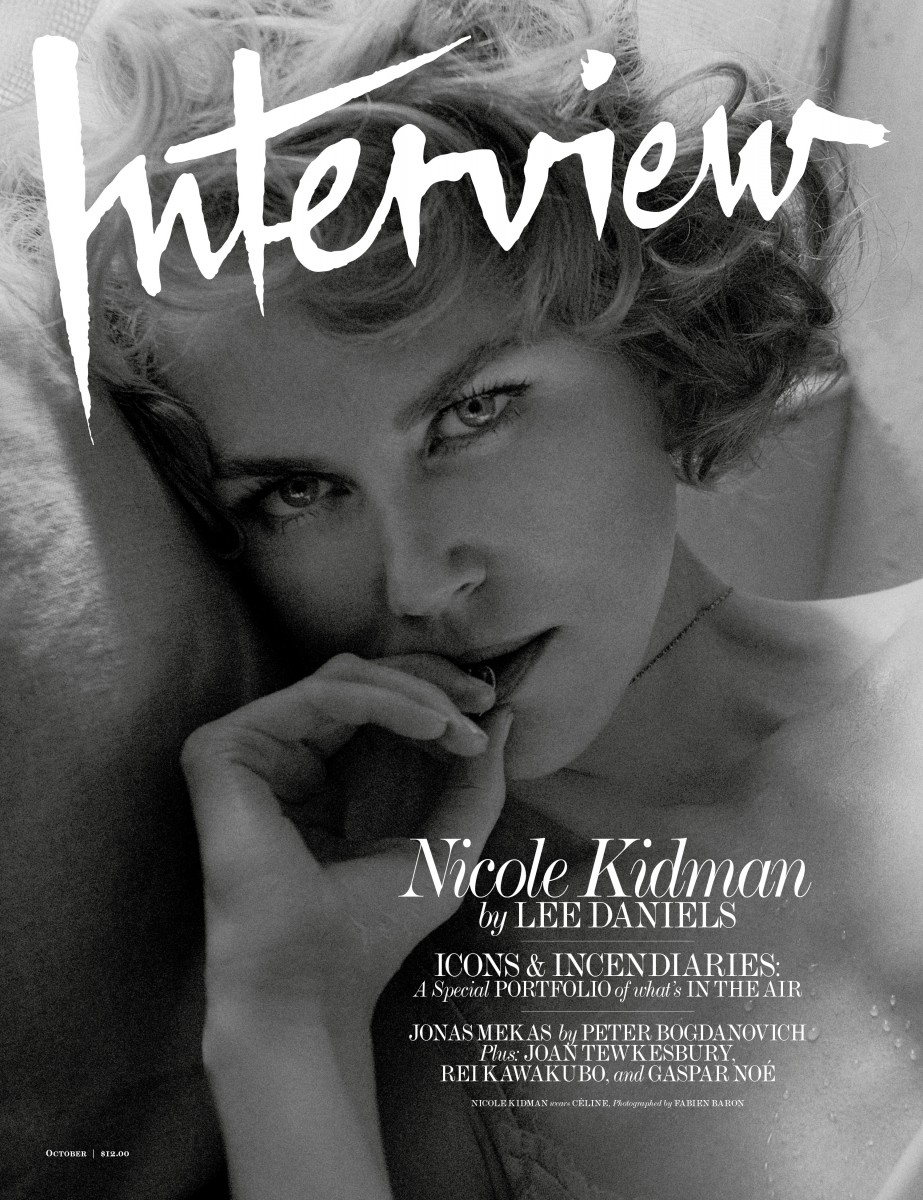 Interview
Nicole Kidman
by LEE DANIELS
ICONS & INCENDIARIES:
A Special PORTFOLIO of what's IN THE AIR
JONAS MEKAS by PETER BOGDANOVICH
Plus: JOAN TEWKESBURY,
REI KAWAKUBO, and GASPAR NOÉ
NICOLE KIDMAN wears CÉLINE, Photographed by FABIEN BARON
OCTOBER | $12.00